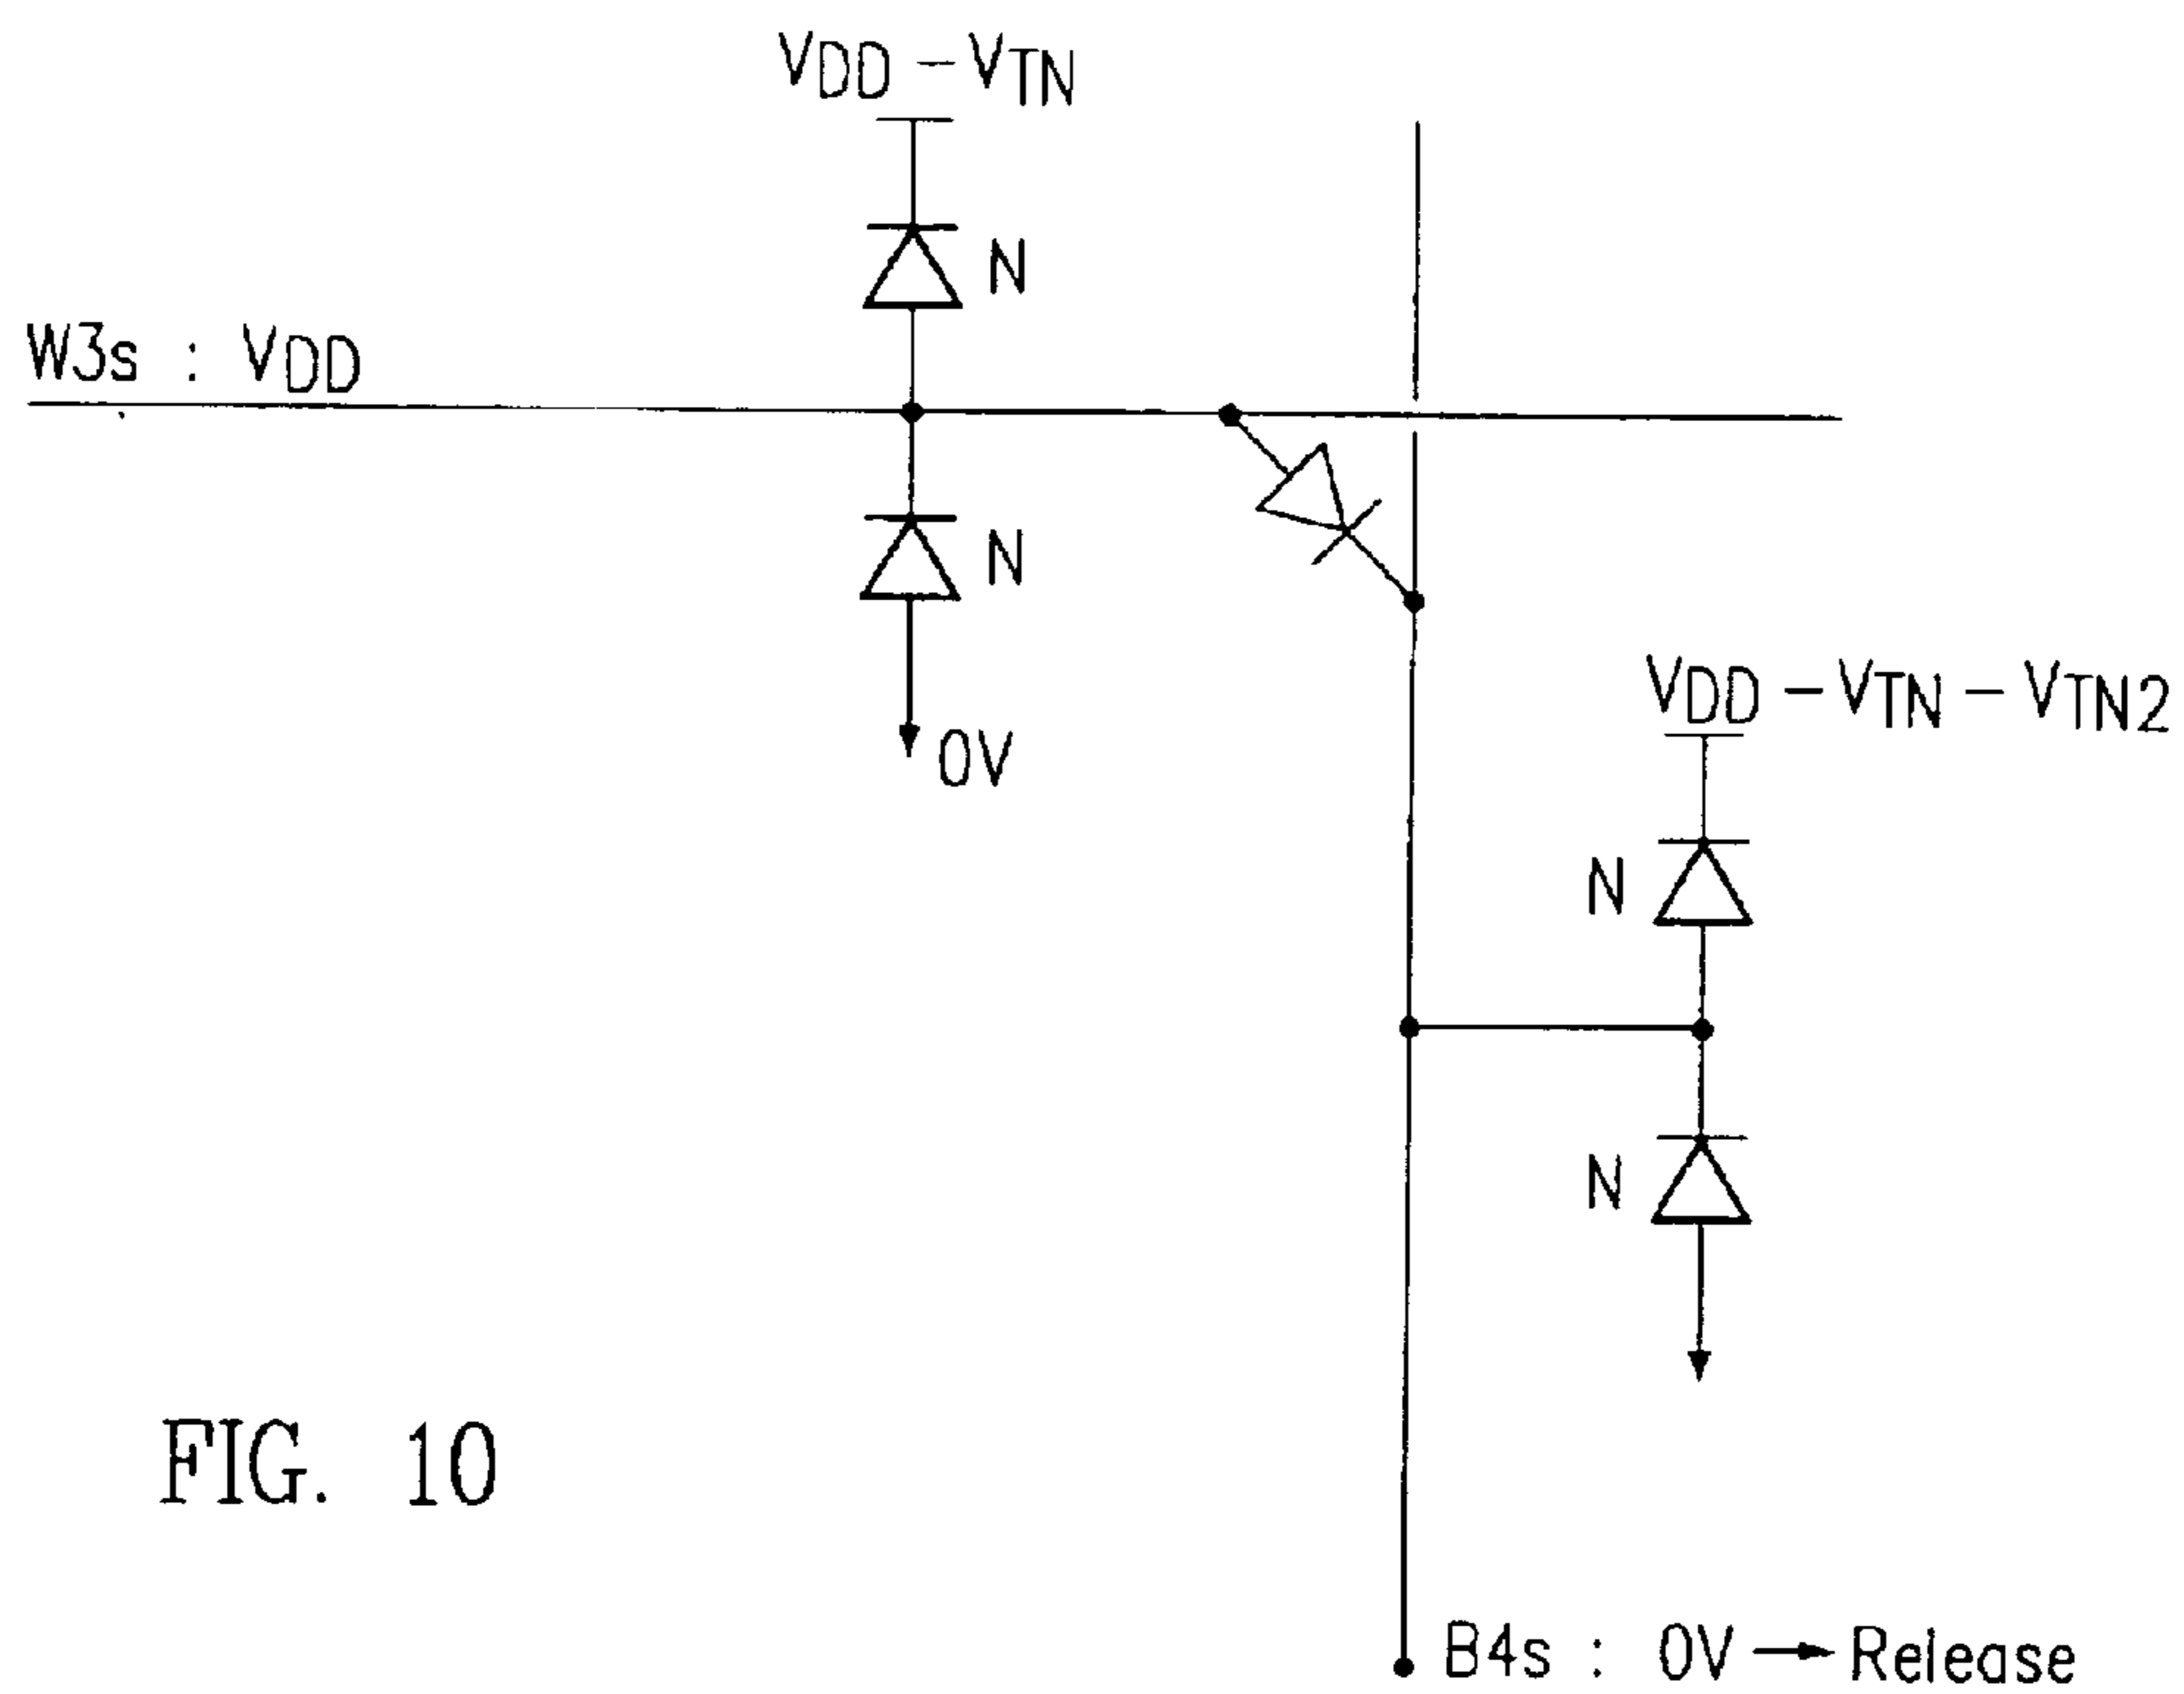 VDD – VTN
N
W3s : VDD
N
0V
VDD – VTN – VTN2
N
N
FIG. 10
B4s : 0V → Release